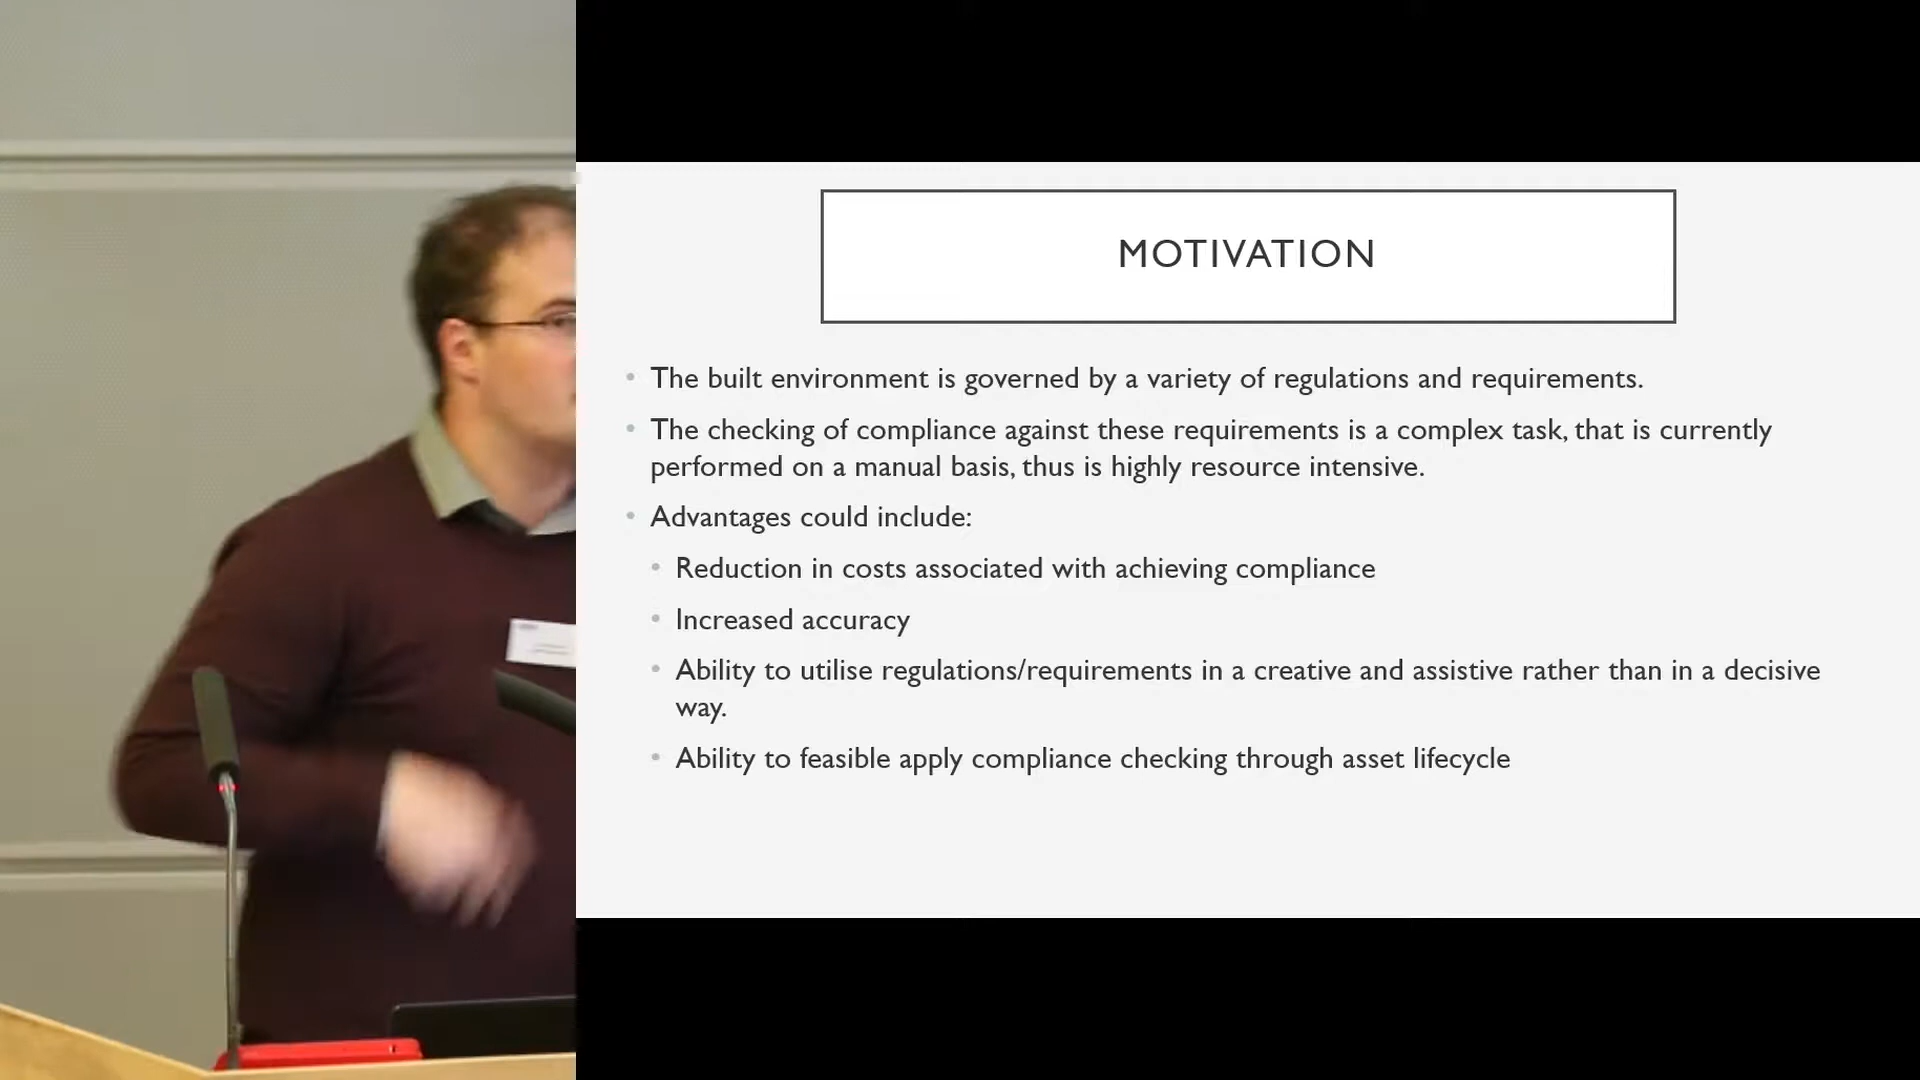 MOTIVATION
• The built environment is governed by a variety of regulations and requirements.
• The checking of compliance against these requirements is a complex task, that is currently
performed on a manual basis, thus is highly resource intensive.
• Advantages could include:
• Reduction in costs associated with achieving compliance
• Increased accuracy
• Ability to utilise regulations/requirements in a creative and assistive rather than in a decisive
way.
• Ability to feasible apply compliance checking through asset lifecycle